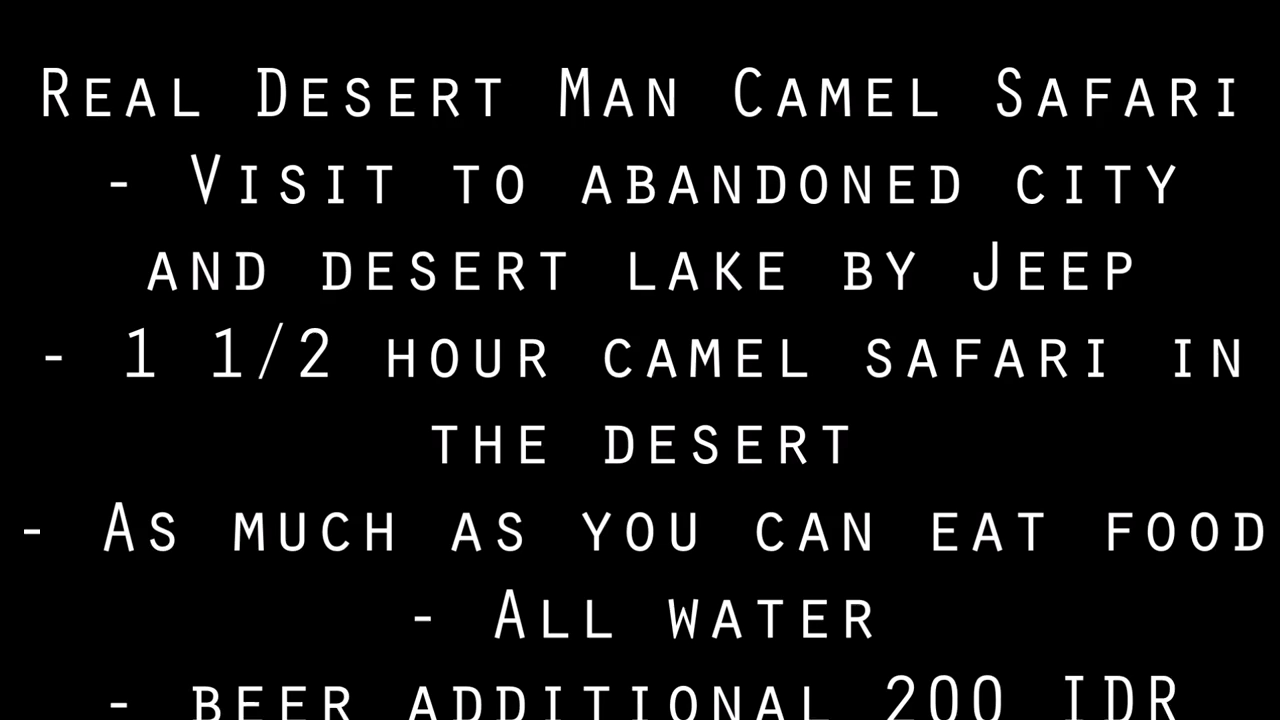 Real Desert Man Camel Safari
- Visit to abandoned city
and desert lake by Jeep
- 1 1/2 hour camel safari in
the desert
- As much as you can eat food
- All water
- beer additional 200 IDR